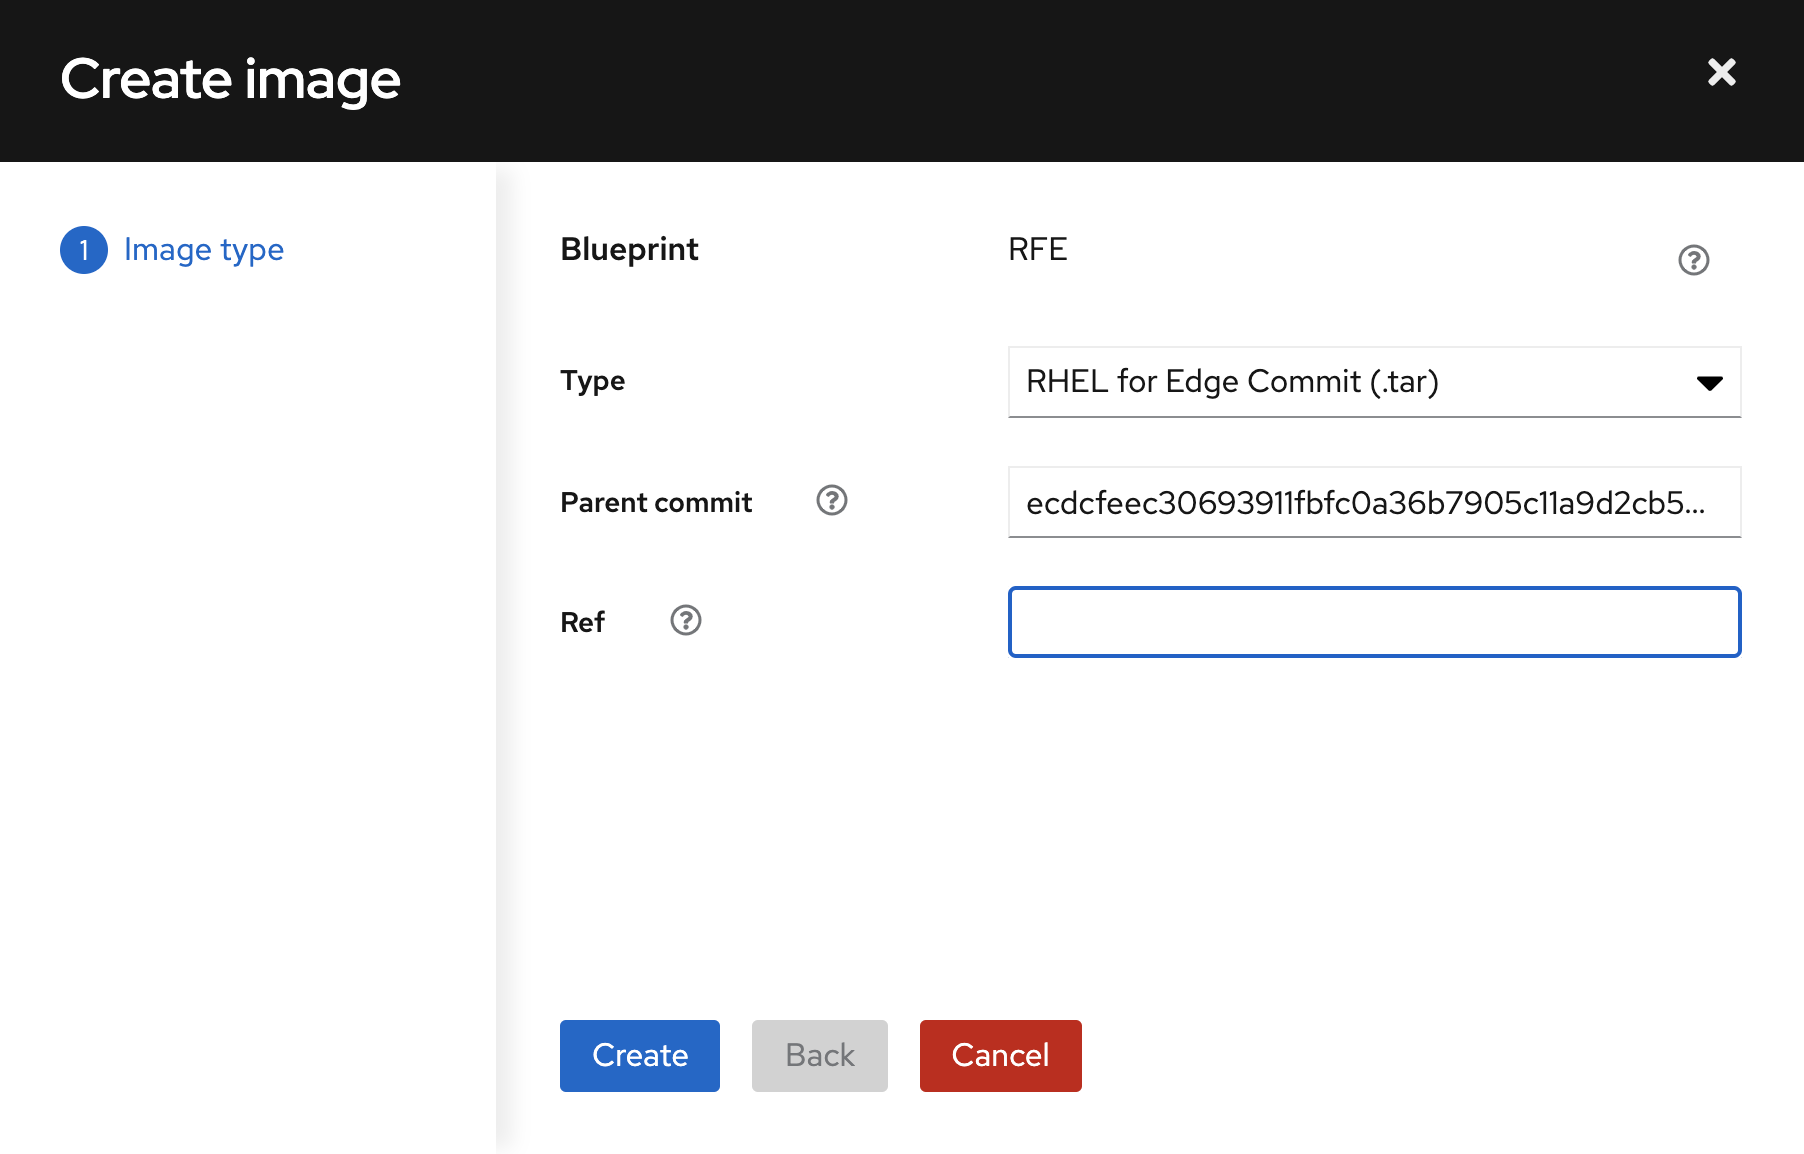 Create image
1 Image type
Blueprint RFE
Type RHEL for Edge Commit (.tar)
Parent commit ecdcfeec30693911fbfc0a36b7905c11a9d2cb5...
Ref
Create Back Cancel